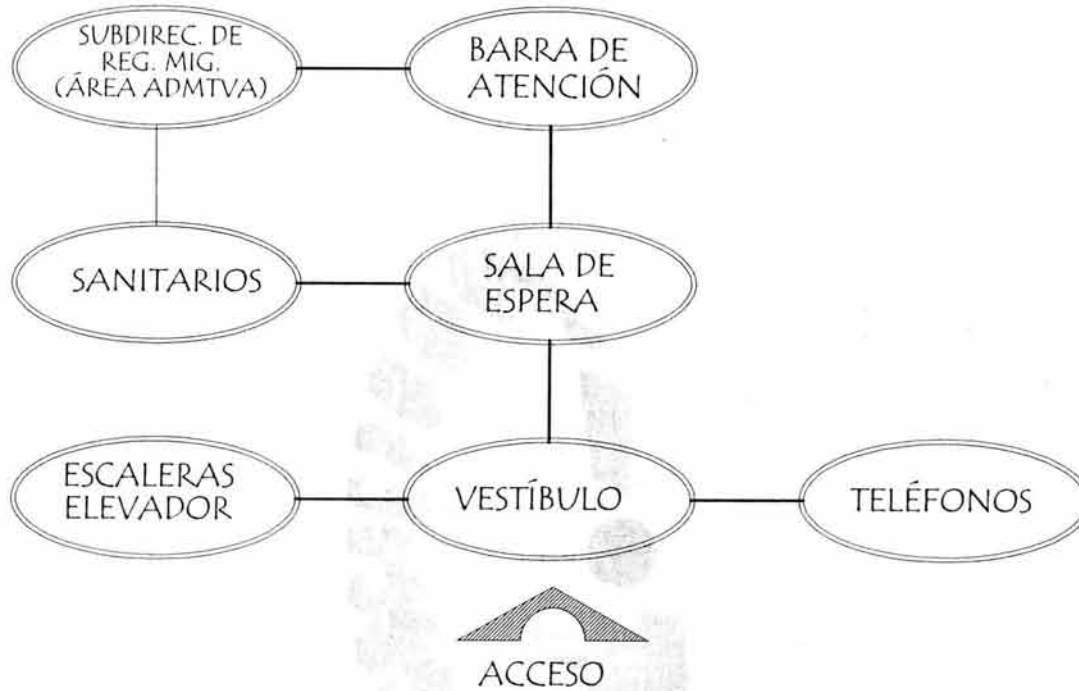 SUBDIREC. DE
REG. MIG.
(ÁREA ADMTVA)
BARRA DE
ATENCIÓN
SANITARIOS
SALA DE
ESPERA
ESCALERAS
ELEVADOR
VESTÍBULO
TELÉFONOS
ACCESO